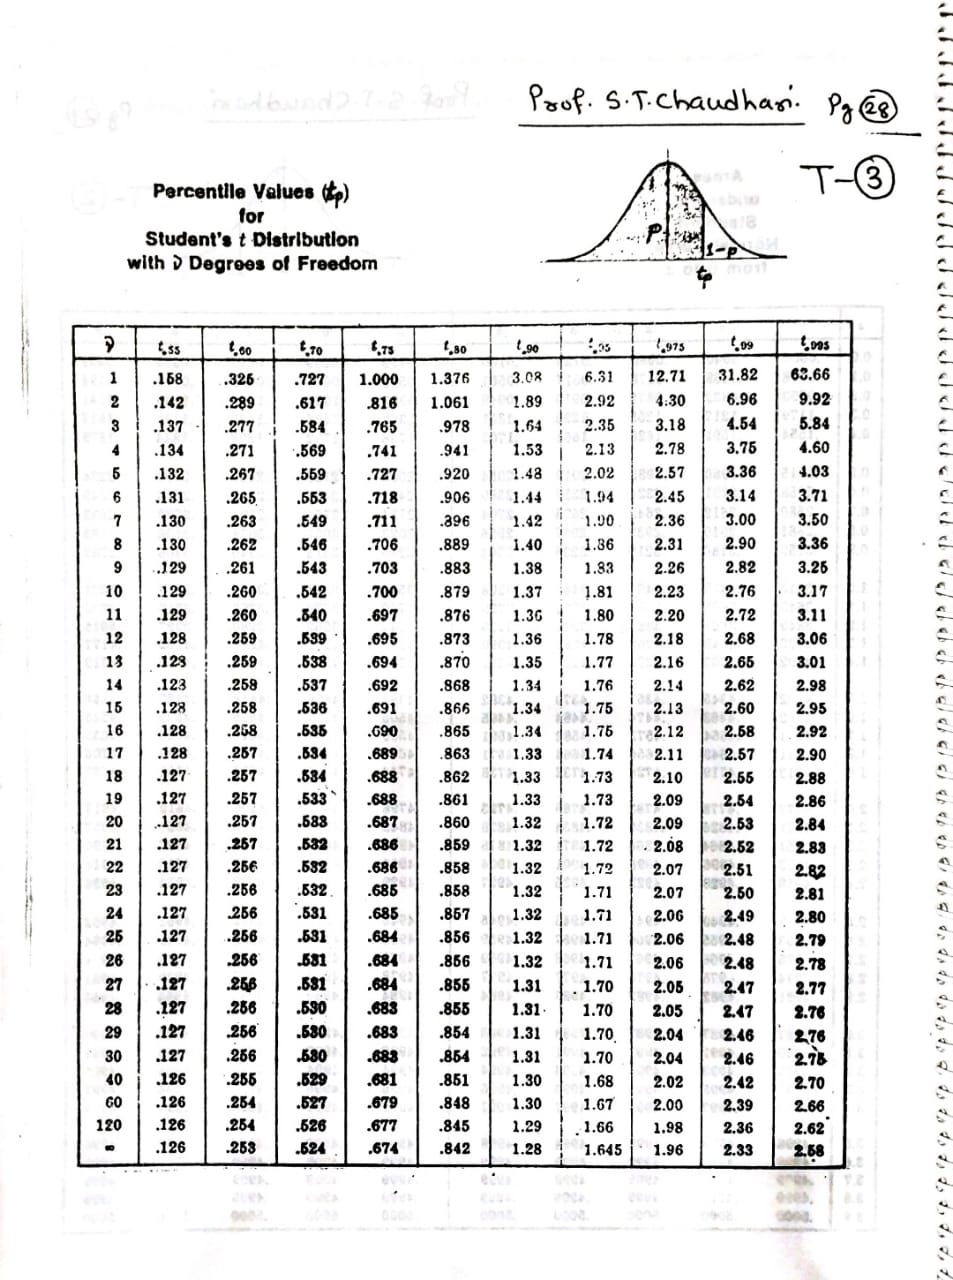 Prof. S.T. Chaudhari. Pg 28
T-3
Percentile Values (tp)
for
Student's t Distribution
with ν Degrees of Freedom
P 1-p
tp
ν t.55 t.60 t.70 t.75 t.80 t.90 t.95 t.975 t.99 t.995
1 .158 .325 .727 1.000 1.376 3.08 6.31 12.71 31.82 63.66
2 .142 .289 .617 .816 1.061 1.89 2.92 4.30 6.96 9.92
3 .137 .277 .584 .765 .978 1.64 2.35 3.18 4.54 5.84
4 .134 .271 .569 .741 .941 1.53 2.13 2.78 3.75 4.60
5 .132 .267 .559 .727 .920 1.48 2.02 2.57 3.36 4.03
6 .131 .265 .553 .718 .906 1.44 1.94 2.45 3.14 3.71
7 .130 .263 .549 .711 .896 1.42 1.90 2.36 3.00 3.50
8 .130 .262 .546 .706 .889 1.40 1.86 2.31 2.90 3.36
9 .129 .261 .543 .703 .883 1.38 1.83 2.26 2.82 3.25
10 .129 .260 .542 .700 .879 1.37 1.81 2.23 2.76 3.17
11 .129 .260 .540 .697 .876 1.36 1.80 2.20 2.72 3.11
12 .128 .259 .539 .695 .873 1.36 1.78 2.18 2.68 3.06
13 .128 .259 .538 .694 .870 1.35 1.77 2.16 2.65 3.01
14 .128 .258 .537 .692 .868 1.34 1.76 2.14 2.62 2.98
15 .128 .258 .536 .691 .866 1.34 1.75 2.13 2.60 2.95
16 .128 .258 .535 .690 .865 1.34 1.75 2.12 2.58 2.92
17 .128 .257 .534 .689 .863 1.33 1.74 2.11 2.57 2.90
18 .127 .257 .534 .688 .862 1.33 1.73 2.10 2.55 2.88
19 .127 .257 .533 .688 .861 1.33 1.73 2.09 2.54 2.86
20 .127 .257 .533 .687 .860 1.32 1.72 2.09 2.53 2.84
21 .127 .257 .532 .686 .859 1.32 1.72 2.08 2.52 2.83
22 .127 .256 .532 .686 .858 1.32 1.72 2.07 2.51 2.82
23 .127 .256 .532 .685 .858 1.32 1.71 2.07 2.50 2.81
24 .127 .256 .531 .685 .857 1.32 1.71 2.06 2.49 2.80
.127 .256 .531 .684 .856 1.32 1.71 2.06 2.48 2.79
26 .127 .256 .531 .684 .856 1.32 1.71 2.06 2.48 2.78
27 .127 .256 .531 .684 .855 1.31 1.70 2.05 2.47 2.77
28 .127 .256 .530 .683 .855 1.31 1.70 2.05 2.47 2.76
29 .127 .256 .530 .683 .854 1.31 1.70 2.04 2.46 2.76
30 .127 .256 .530 .683 .854 1.31 1.70 2.04 2.46 2.75
40 .126 .255 .529 .681 .851 1.30 1.68 2.02 2.42 2.70
60 .126 .254 .527 .679 .848 1.30 1.67 2.00 2.39 2.66
120 .126 .254 .526 .677 .845 1.29 1.66 1.98 2.36 2.62
∞ .126 .253 .524 .674 .842 1.28 1.645 1.96 2.33 2.58